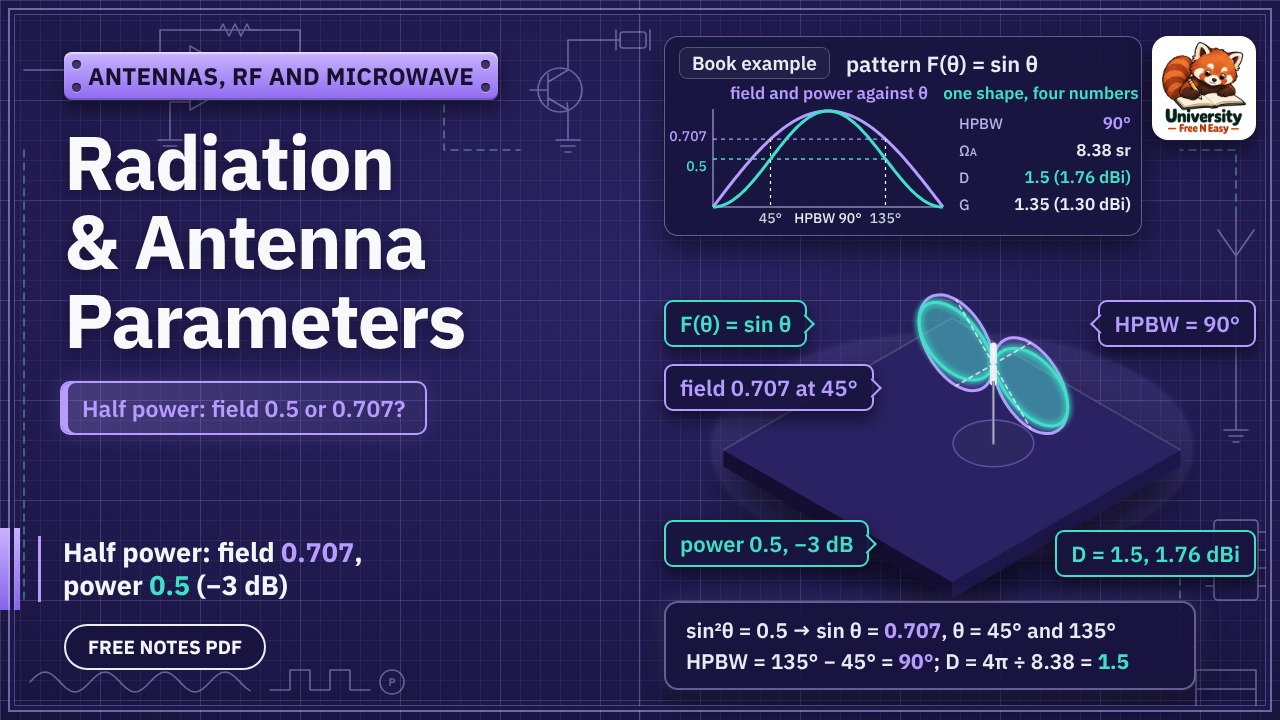 ANTENNAS, RF AND MICROWAVE
Radiation
& Antenna
Parameters
Half power: field 0.5 or 0.707?
Half power: field 0.707,
power 0.5 (−3 dB)
FREE NOTES PDF
P
Book example
pattern F(θ) = sin θ
field and power against θ
one shape, four numbers
0.707
0.5
45°
HPBW 90°
135°
HPBW 90°
ΩA 8.38 sr
D 1.5 (1.76 dBi)
G 1.35 (1.30 dBi)
University
Free N Easy
F(θ) = sin θ
HPBW = 90°
field 0.707 at 45°
power 0.5, −3 dB
D = 1.5, 1.76 dBi
sin²θ = 0.5 → sin θ = 0.707, θ = 45° and 135°
HPBW = 135° − 45° = 90°; D = 4π ÷ 8.38 = 1.5